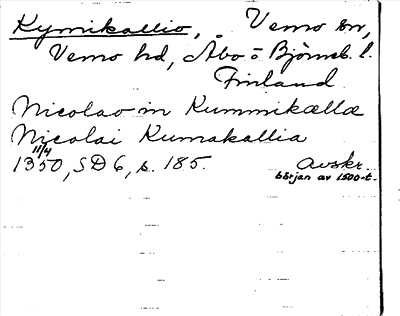 Kymikallio, Vemo sn,
Vemo hd, Åbo o Björneb. l.
Finland
Nicolao in Kummikælla
Nicolai Kumakallia
11/4
1350, SD 6, s. 185. Avskr.
början av 1500-t.